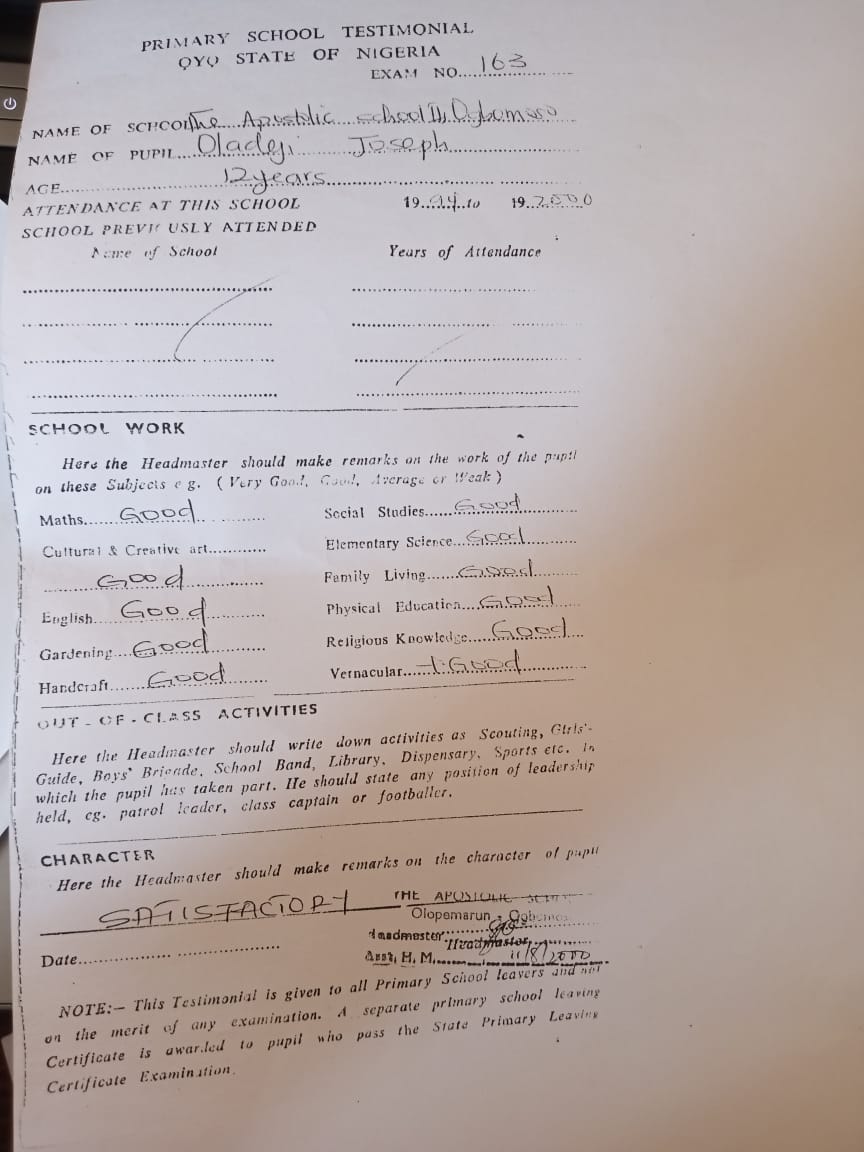 PRIMARY SCHOOL TESTIMONIAL
ỌYỌ STATE OF NIGERIA
EXAM NO. 163
NAME OF SCHOOL The Apostolic School II, Ogbomoso
NAME OF PUPIL Oladeji Joseph
AGE 12 years
ATTENDANCE AT THIS SCHOOL 19 94 to 19 2000
SCHOOL PREVIOUSLY ATTENDED
Name of School Years of Attendance
SCHOOL WORK
Here the Headmaster should make remarks on the work of the pupil
on these Subjects e g. (Very Good, Good, Average or Weak)
Maths. Good Social Studies. Good
Cultural & Creative art. Elementary Science. Good
Good Family Living. Good
English. Good Physical Education. Good
Gardening. Good Religious Knowledge. Good
Handcraft. Good Vernacular. Good
OUT-OF-CLASS ACTIVITIES
Here the Headmaster should write down activities as Scouting, Girls'-
Guide, Boys' Brigade, School Band, Library, Dispensary, Sports etc. In
which the pupil has taken part. He should state any position of leadership
held, eg. patrol leader, class captain or footballer.
CHARACTER
Here the Headmaster should make remarks on the character of pupil
SATISFACTORY THE APOSTOLIC
Olopemarun - Ogbomoso
Headmaster Headmaster
Date Asst, H. M. 11/8/2000
NOTE:— This Testimonial is given to all Primary School leavers and not
on the merit of any examination. A separate primary school leaving
Certificate is awarded to pupil who pass the State Primary Leaving
Certificate Examination.